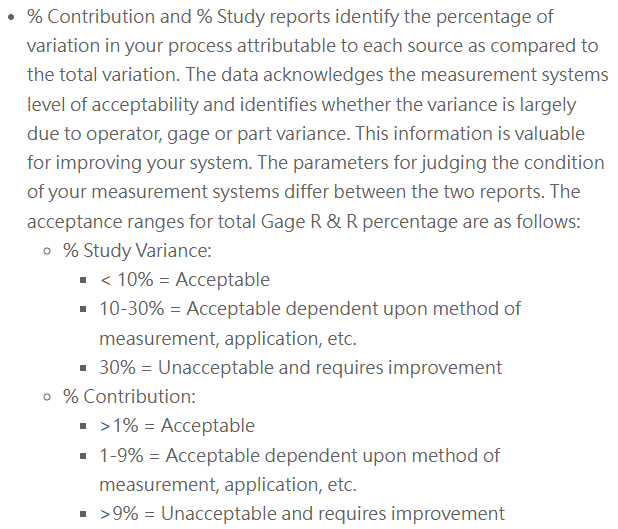 • % Contribution and % Study reports identify the percentage of
variation in your process attributable to each source as compared to
the total variation. The data acknowledges the measurement systems
level of acceptability and identifies whether the variance is largely
due to operator, gage or part variance. This information is valuable
for improving your system. The parameters for judging the condition
of your measurement systems differ between the two reports. The
acceptance ranges for total Gage R & R percentage are as follows:
◦ % Study Variance:
▪ < 10% = Acceptable
▪ 10-30% = Acceptable dependent upon method of
measurement, application, etc.
▪ 30% = Unacceptable and requires improvement
◦ % Contribution:
▪ >1% = Acceptable
▪ 1-9% = Acceptable dependent upon method of
measurement, application, etc.
▪ >9% = Unacceptable and requires improvement